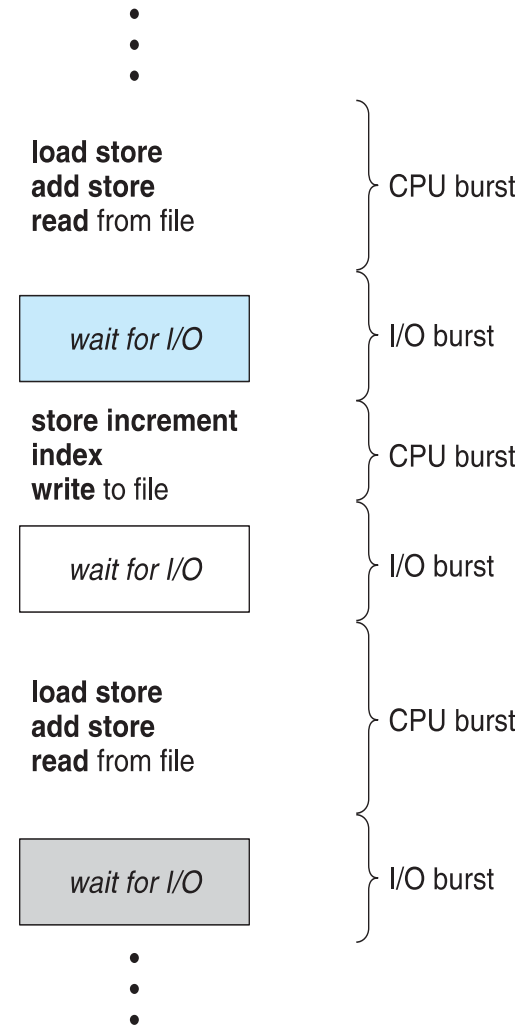 load store
add store
read from file
CPU burst
wait for I/O
I/O burst
store increment
index
write to file
CPU burst
wait for I/O
I/O burst
load store
add store
read from file
CPU burst
wait for I/O
I/O burst